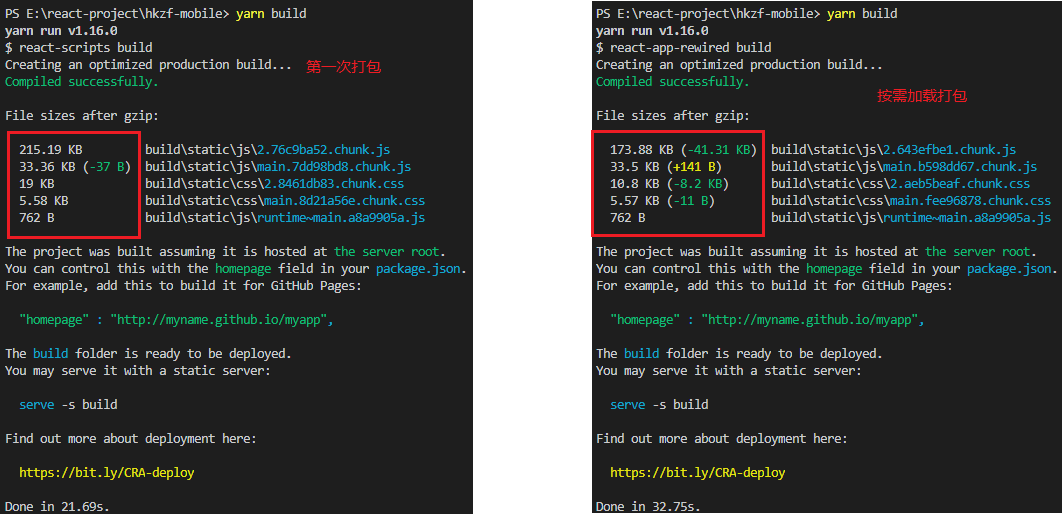 PS E:\react-project\hkzf-mobile> yarn build
yarn run v1.16.0
$ react-scripts build
Creating an optimized production build...
第一次打包
Compiled successfully.
File sizes after gzip:
215.19 KB build\static\js\2.76c9ba52.chunk.js
33.36 KB (-37 B) build\static\js\main.7dd98bd8.chunk.js
19 KB build\static\css\2.8461db83.chunk.css
5.58 KB build\static\css\main.8d21a56e.chunk.css
762 B build\static\js\runtime~main.a8a9905a.js
The project was built assuming it is hosted at the server root.
You can control this with the homepage field in your package.json.
For example, add this to build it for GitHub Pages:
"homepage" : "http://myname.github.io/myapp",
The build folder is ready to be deployed.
You may serve it with a static server:
serve -s build
Find out more about deployment here:
https://bit.ly/CRA-deploy
Done in 21.69s.
PS E:\react-project\hkzf-mobile> yarn build
yarn run v1.16.0
$ react-app-rewired build
Creating an optimized production build...
Compiled successfully.
按需加载打包
File sizes after gzip:
173.88 KB (-41.31 KB) build\static\js\2.643efbe1.chunk.js
33.5 KB (+141 B) build\static\js\main.b598dd67.chunk.js
10.8 KB (-8.2 KB) build\static\css\2.aeb5beaf.chunk.css
5.57 KB (-11 B) build\static\css\main.fee96878.chunk.css
762 B build\static\js\runtime~main.a8a9905a.js
The project was built assuming it is hosted at the server root.
You can control this with the homepage field in your package.json.
For example, add this to build it for GitHub Pages:
"homepage" : "http://myname.github.io/myapp",
The build folder is ready to be deployed.
You may serve it with a static server:
serve -s build
Find out more about deployment here:
https://bit.ly/CRA-deploy
Done in 32.75s.